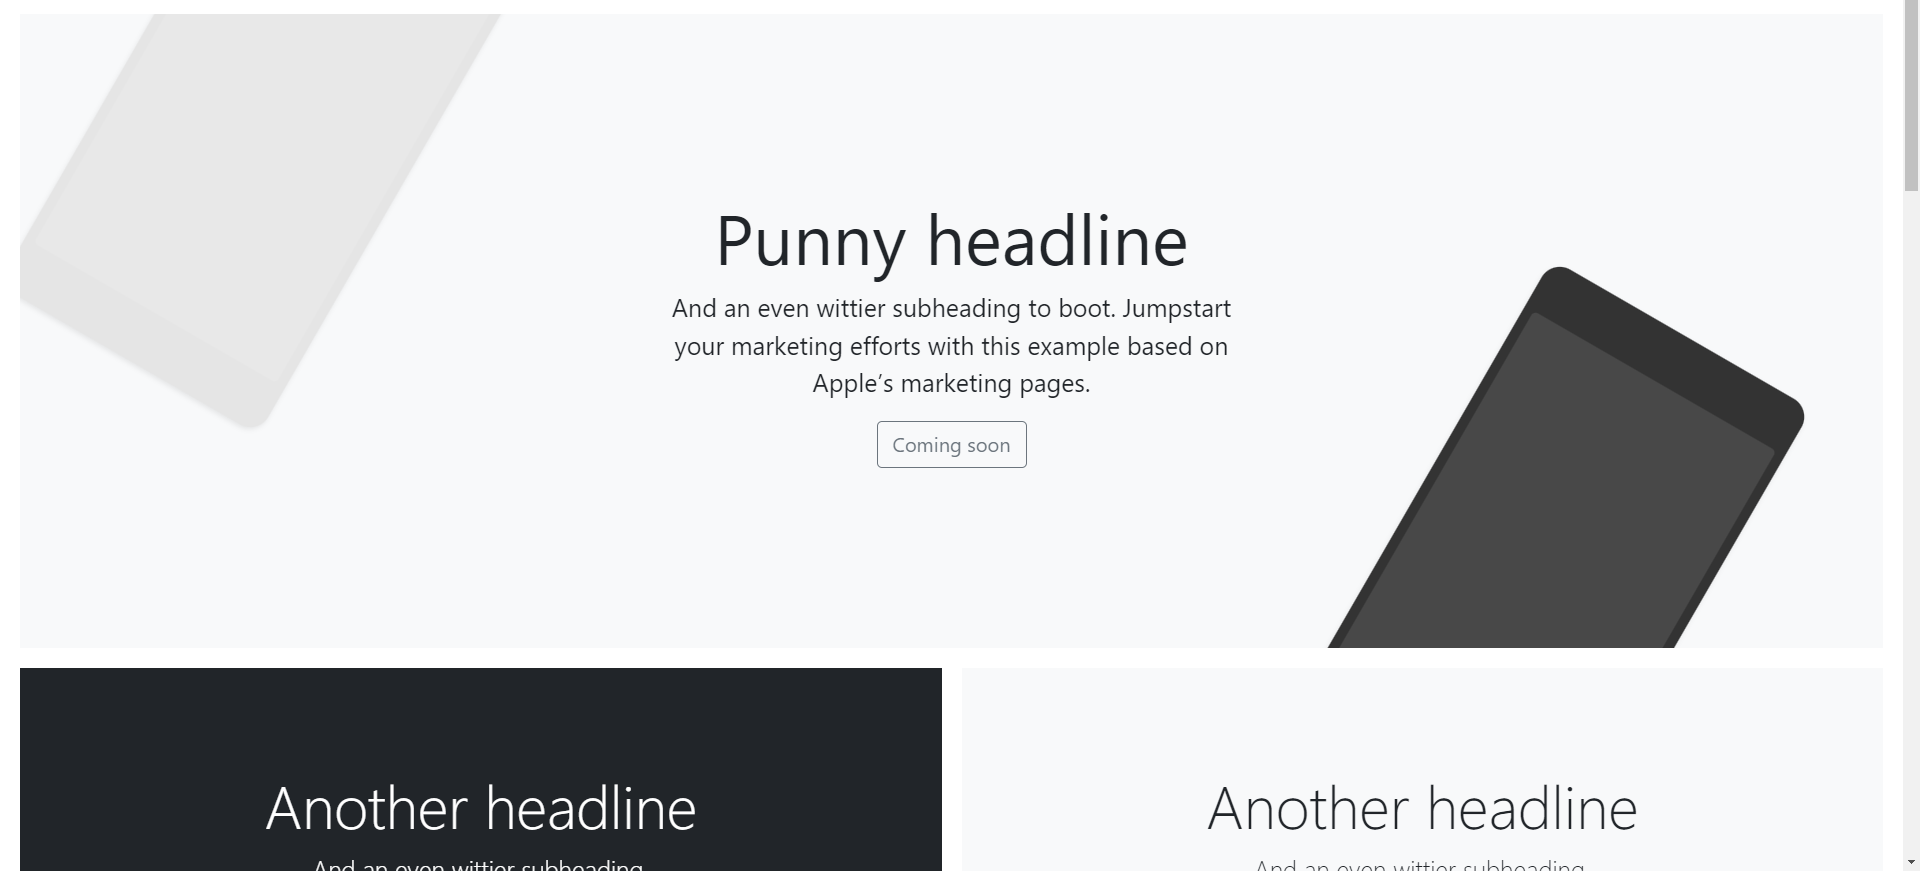 Punny headline
And an even wittier subheading to boot. Jumpstart
your marketing efforts with this example based on
Apple’s marketing pages.
Coming soon
Another headline
And an even wittier subheading.
Another headline
And an even wittier subheading.